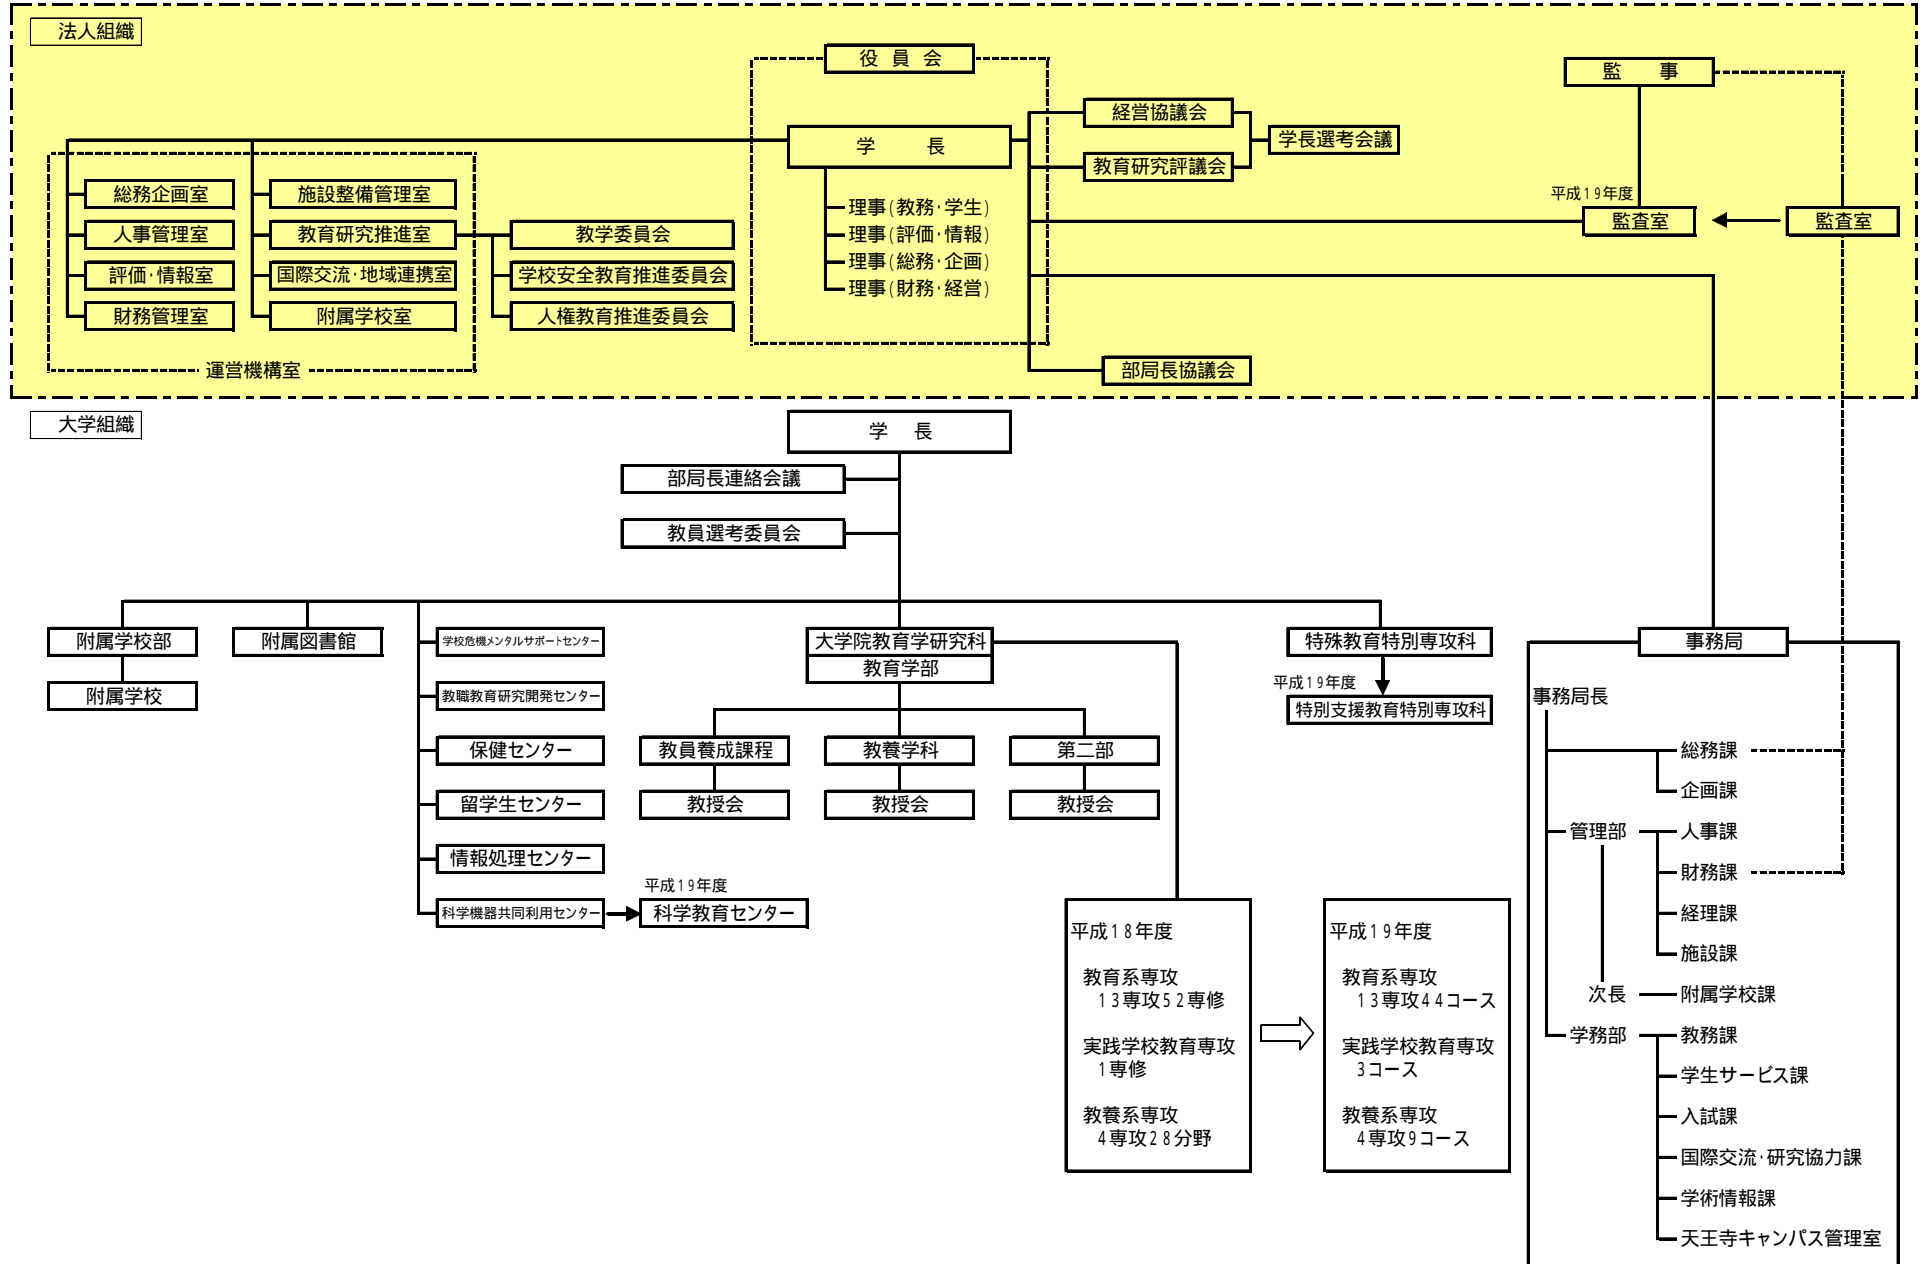 法人組織
役 員 会
監 事
経営協議会
学 長
学長選考会議
教育研究評議会
総務企画室
施設整備管理室
理事(教務・学生)
平成19年度
監査室
監査室
人事管理室
教育研究推進室
教学委員会
理事(評価・情報)
評価・情報室
国際交流・地域連携室
学校安全教育推進委員会
理事(総務・企画)
理事(財務・経営)
財務管理室
附属学校室
人権教育推進委員会
運営機構室
部局長協議会
大学組織
学 長
部局長連絡会議
教員選考委員会
附属学校部
附属図書館
学校危機メンタルサポートセンター
大学院教育学研究科
教育学部
特殊教育特別専攻科
事務局
附属学校
教職教育研究開発センター
平成19年度
特別支援教育特別専攻科
事務局長
保健センター
教員養成課程
教養学科
第二部
総務課
企画課
留学生センター
教授会
教授会
教授会
管理部
人事課
情報処理センター
財務課
平成19年度
科学機器共同利用センター
科学教育センター
経理課
施設課
次長
附属学校課
平成18年度
教育系専攻
13専攻52専修
実践学校教育専攻
1専修
教養系専攻
4専攻28分野
平成19年度
教育系専攻
13専攻44コース
実践学校教育専攻
3コース
教養系専攻
4専攻9コース
学務部
教務課
学生サービス課
入試課
国際交流・研究協力課
学術情報課
天王寺キャンパス管理室